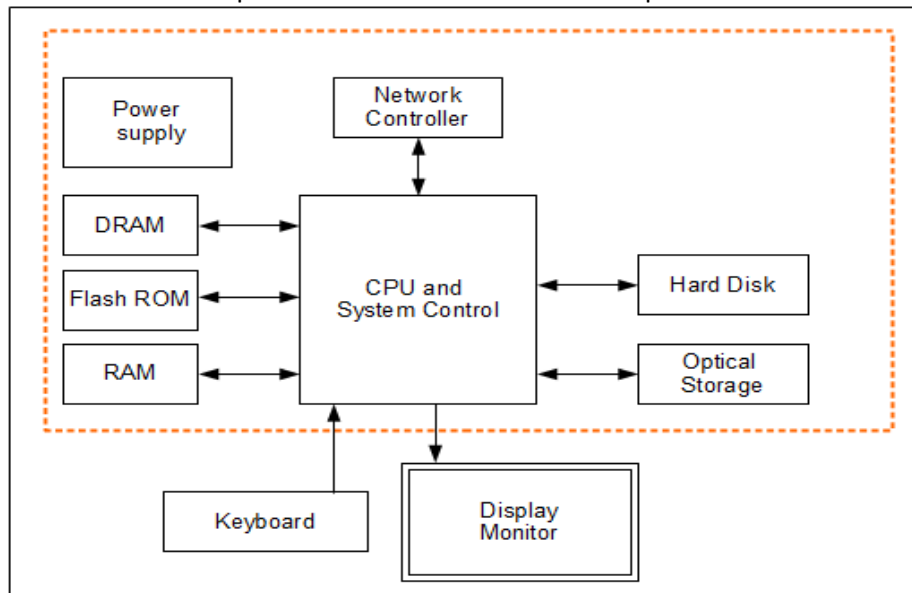 Power
supply
Network
Controller
DRAM
Flash ROM
RAM
CPU and
System Control
Hard Disk
Optical
Storage
Keyboard
Display
Monitor